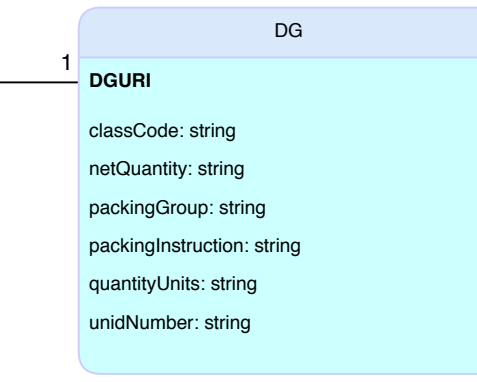 DG
1
DGURI
classCode: string
netQuantity: string
packingGroup: string
packingInstruction: string
quantityUnits: string
unidNumber: string